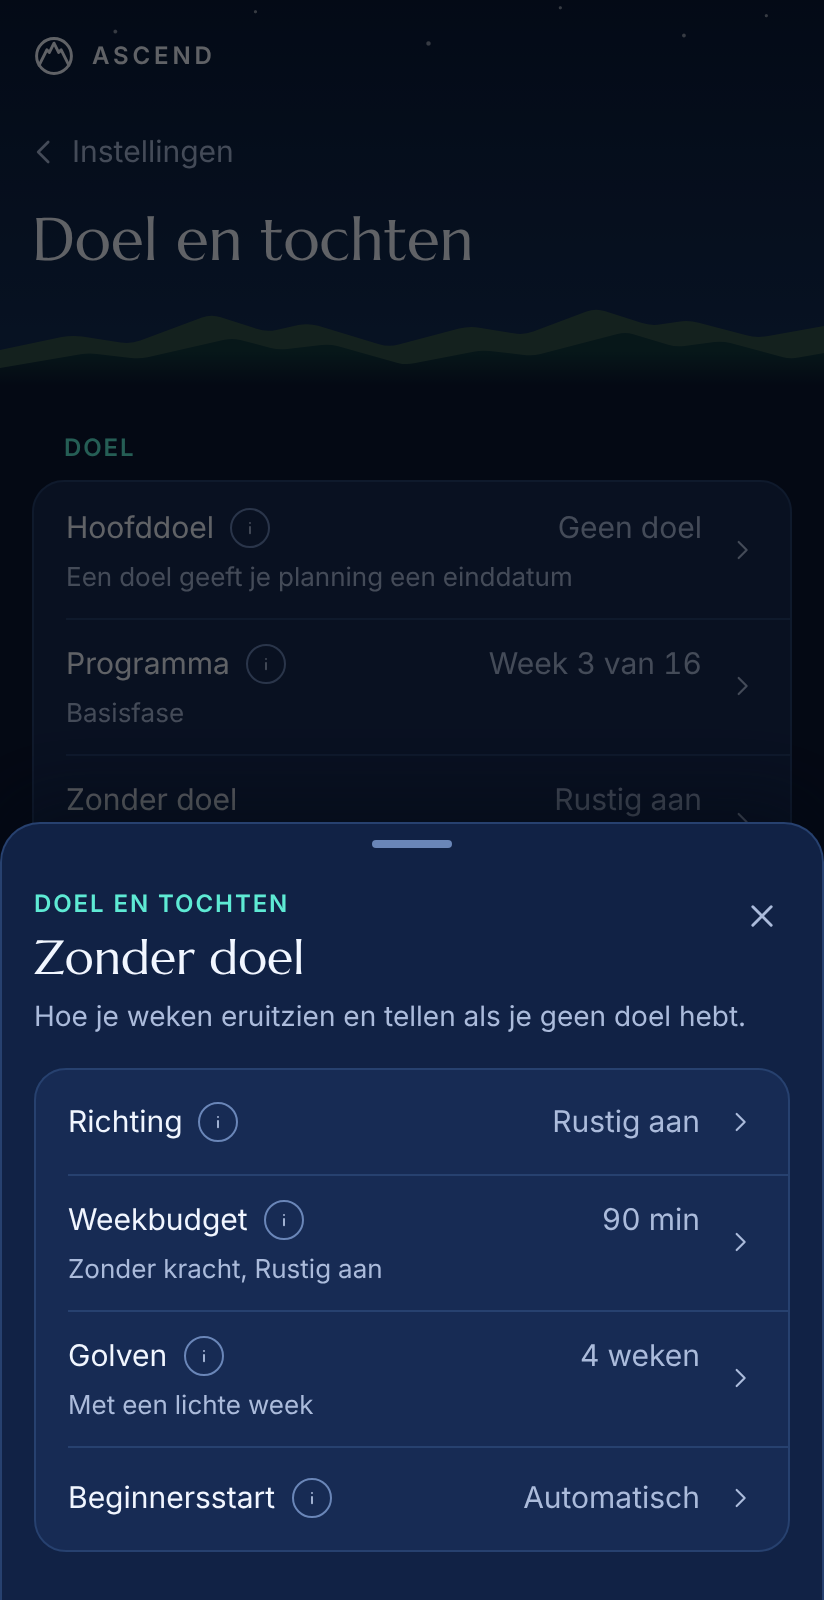 ASCEND
Instellingen
Doel en tochten
DOEL
Hoofddoel i Geen doel
Een doel geeft je planning een einddatum
Programma i Week 3 van 16
Basisfase
Zonder doel Rustig aan
DOEL EN TOCHTEN
Zonder doel
Hoe je weken eruitzien en tellen als je geen doel hebt.
Richting i Rustig aan
Weekbudget i 90 min
Zonder kracht, Rustig aan
Golven i 4 weken
Met een lichte week
Beginnersstart i Automatisch